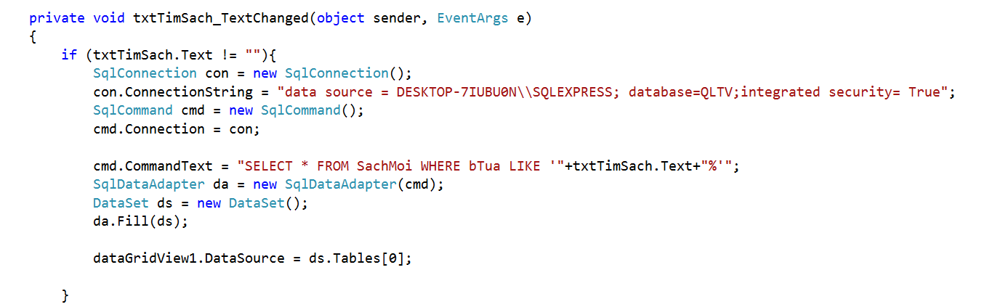 private void txtTimSach_TextChanged(object sender, EventArgs e)
{
    if (txtTimSach.Text != ""){
        SqlConnection con = new SqlConnection();
        con.ConnectionString = "data source = DESKTOP-7IUBU0N\\SQLEXPRESS; database=QLTV;integrated security= True";
        SqlCommand cmd = new SqlCommand();
        cmd.Connection = con;

        cmd.CommandText = "SELECT * FROM SachMoi WHERE bTua LIKE '"+txtTimSach.Text+"%'";
        SqlDataAdapter da = new SqlDataAdapter(cmd);
        DataSet ds = new DataSet();
        da.Fill(ds);

        dataGridView1.DataSource = ds.Tables[0];

    }